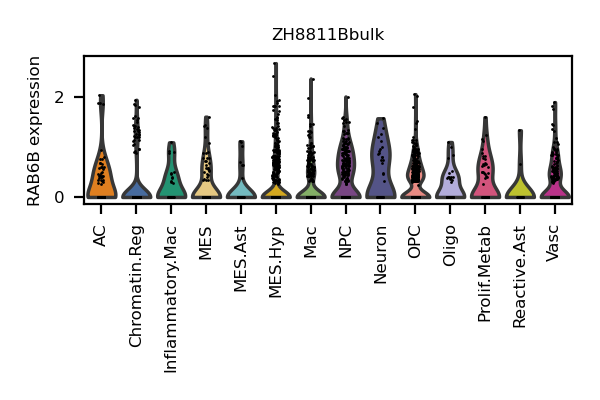 ZH8811Bbulk
RAB6B expression
2
0
AC
Chromatin.Reg
Inflammatory.Mac
MES
MES.Ast
MES.Hyp
Mac
NPC
Neuron
OPC
Oligo
Prolif.Metab
Reactive.Ast
Vasc